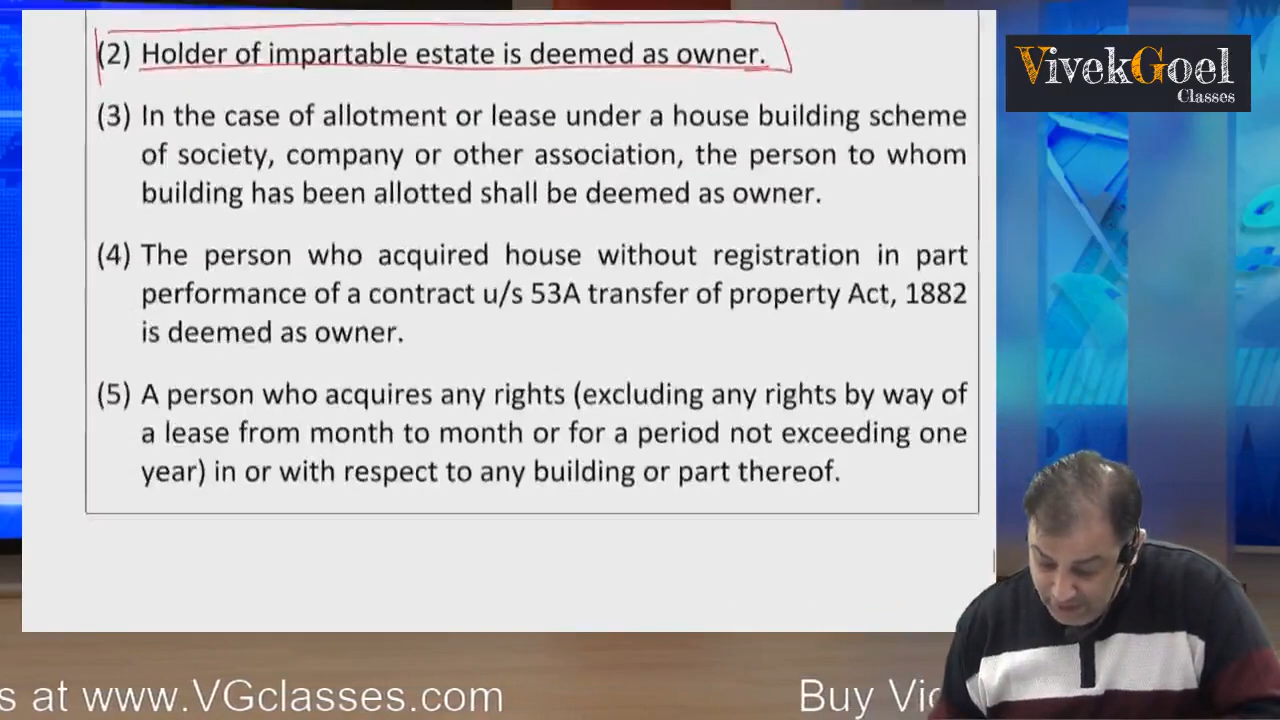 (2) Holder of impartable estate is deemed as owner.
(3) In the case of allotment or lease under a house building scheme
of society, company or other association, the person to whom
building has been allotted shall be deemed as owner.
(4) The person who acquired house without registration in part
performance of a contract u/s 53A transfer of property Act, 1882
is deemed as owner.
(5) A person who acquires any rights (excluding any rights by way of
a lease from month to month or for a period not exceeding one
year) in or with respect to any building or part thereof.
VivekGoel
Classes
s at www.VGclasses.com
Buy